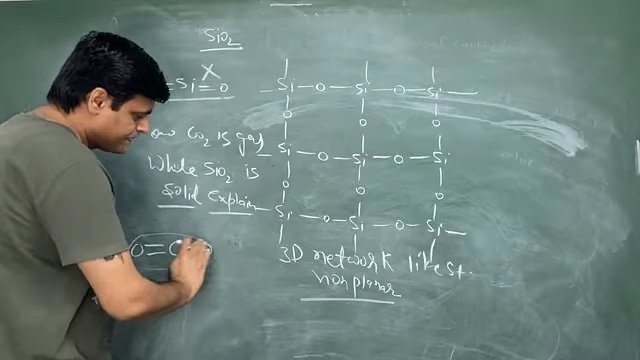 SiO2
=Si=O
X
CO2 is gas
While SiO2 is
Solid explain
O=C
Si—O—Si—O—Si—
O O O
Si—O—Si—O—Si
O O O
Si—O—Si—O—Si—
3D network like St.
non planar